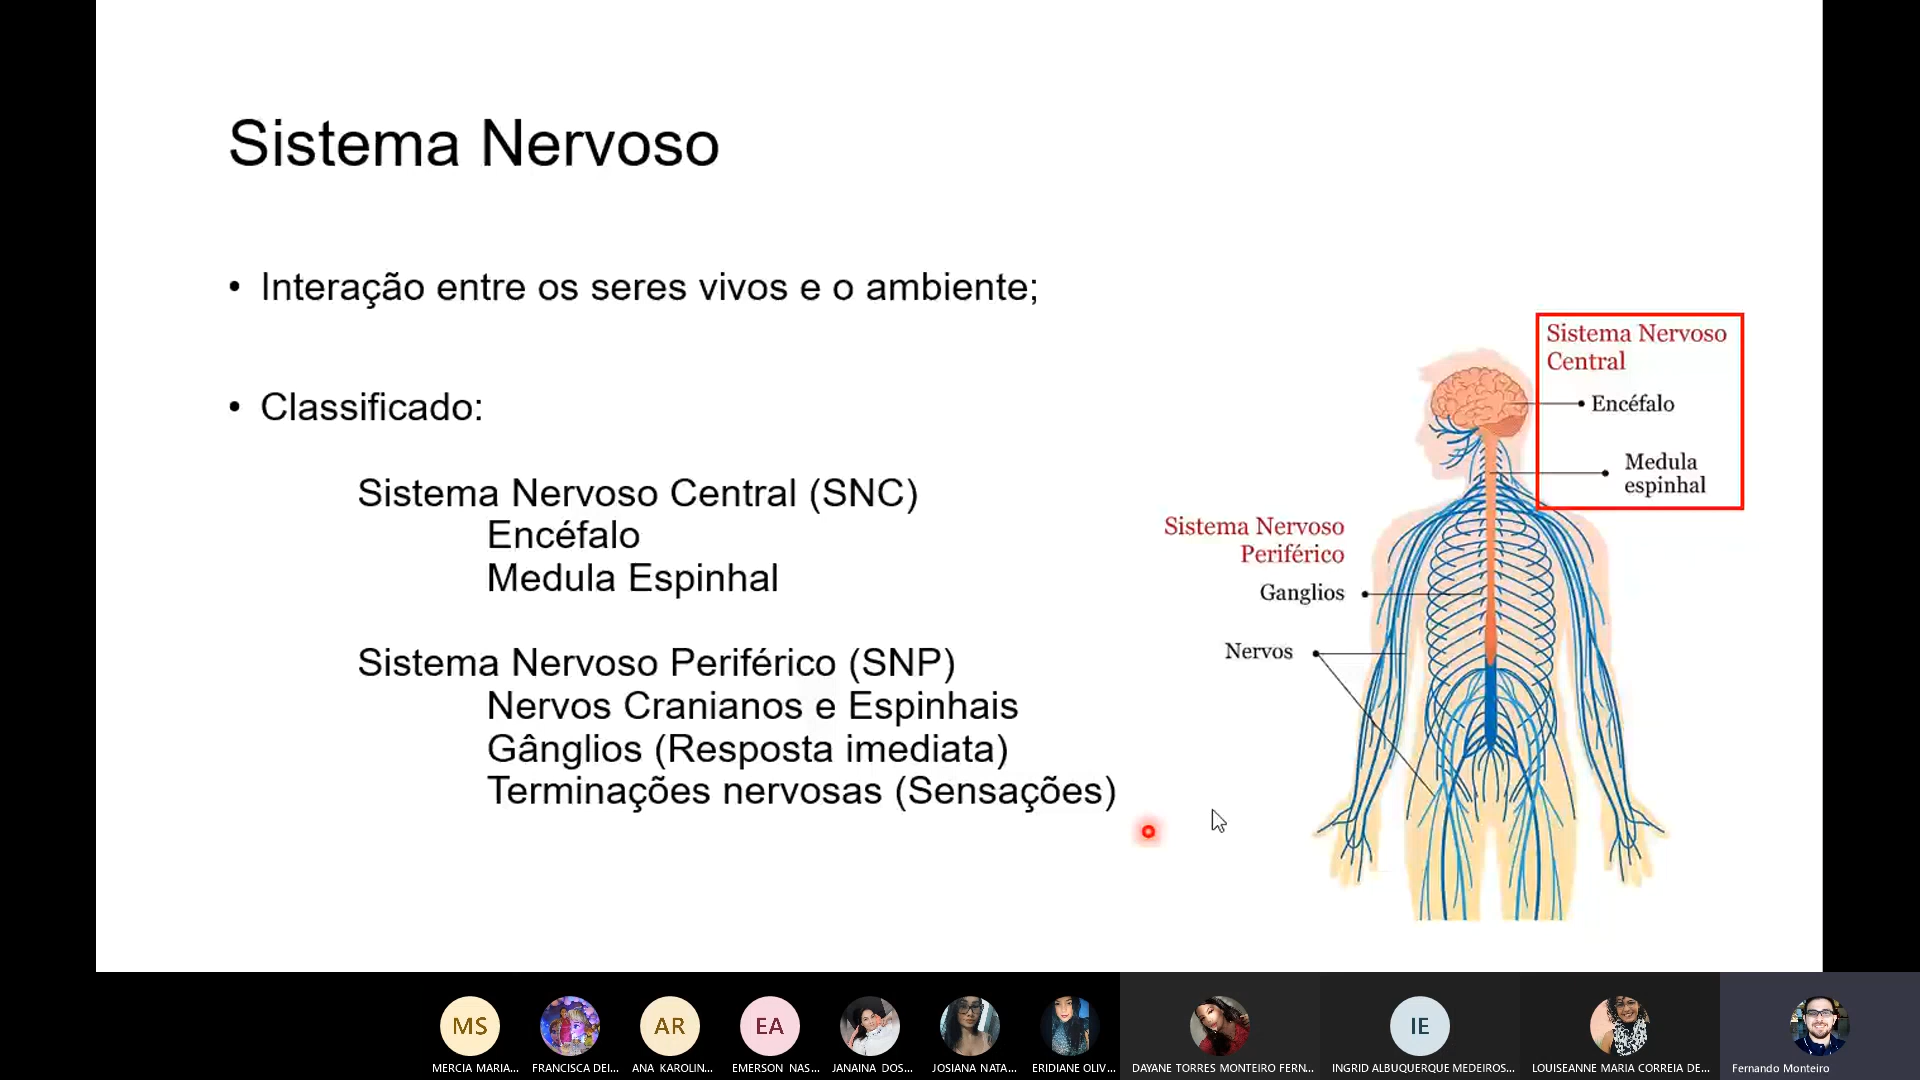 Sistema Nervoso
• Interação entre os seres vivos e o ambiente;
• Classificado:
Sistema Nervoso Central (SNC)
Encéfalo
Medula Espinhal
Sistema Nervoso Periférico (SNP)
Nervos Cranianos e Espinhais
Gânglios (Resposta imediata)
Terminações nervosas (Sensações)
Sistema Nervoso
Central
Encéfalo
Medula
espinhal
Sistema Nervoso
Periférico
Ganglios
Nervos
MS
AR
EA
IE
MERCIA MARIA...
FRANCISCA DEI...
ANA KAROLIN...
EMERSON NAS...
JANAINA DOS...
JOSIANA NATA...
ERIDIANE OLIV...
DAYANE TORRES MONTEIRO FERN...
INGRID ALBUQUERQUE MEDEIROS...
LOUISEANNE MARIA CORREIA DE...
Fernando Monteiro